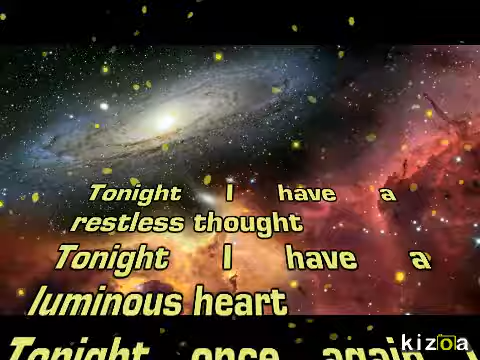 Tonight I have a
restless thought
Tonight I have a
luminous heart
Tonight once again I
kizoa